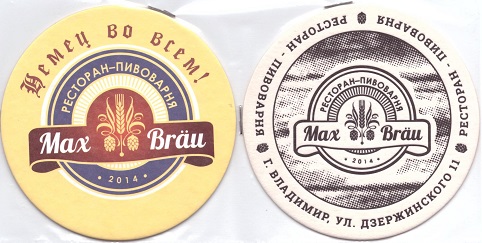 Немец во всем!
РЕСТОРАН-ПИВОВАРНЯ
Max Bräu
• 2014 •
РЕСТОРАН - ПИВОВАРНЯ
РЕСТОРАН - ПИВОВАРНЯ
РЕСТОРАН-ПИВОВАРНЯ
Max Bräu
• 2014 •
Г. ВЛАДИМИР, УЛ. ДЗЕРЖИНСКОГО 11